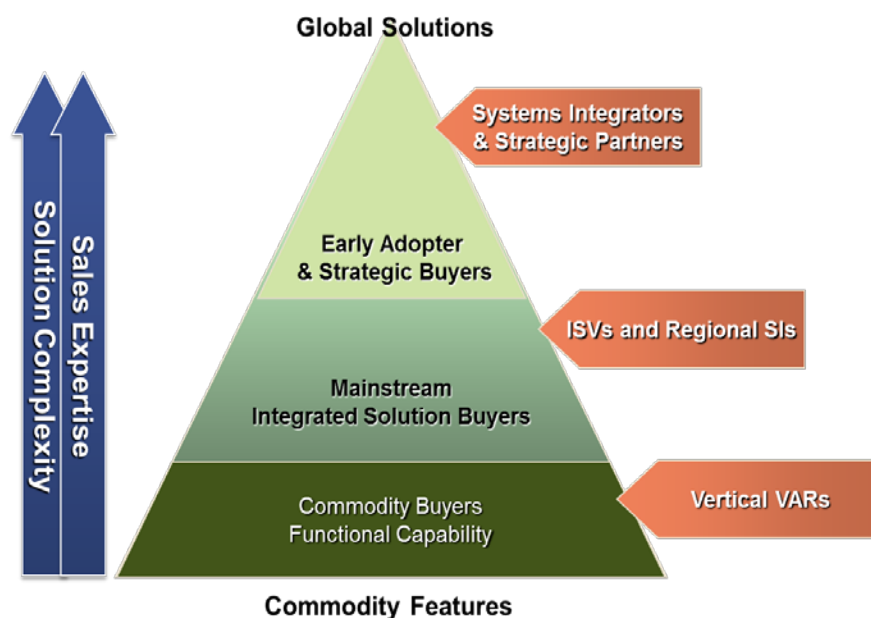 Global Solutions
Systems Integrators
& Strategic Partners
Solution Complexity
Sales Expertise
Early Adopter
& Strategic Buyers
ISVs and Regional SIs
Mainstream
Integrated Solution Buyers
Commodity Buyers
Functional Capability
Vertical VARs
Commodity Features